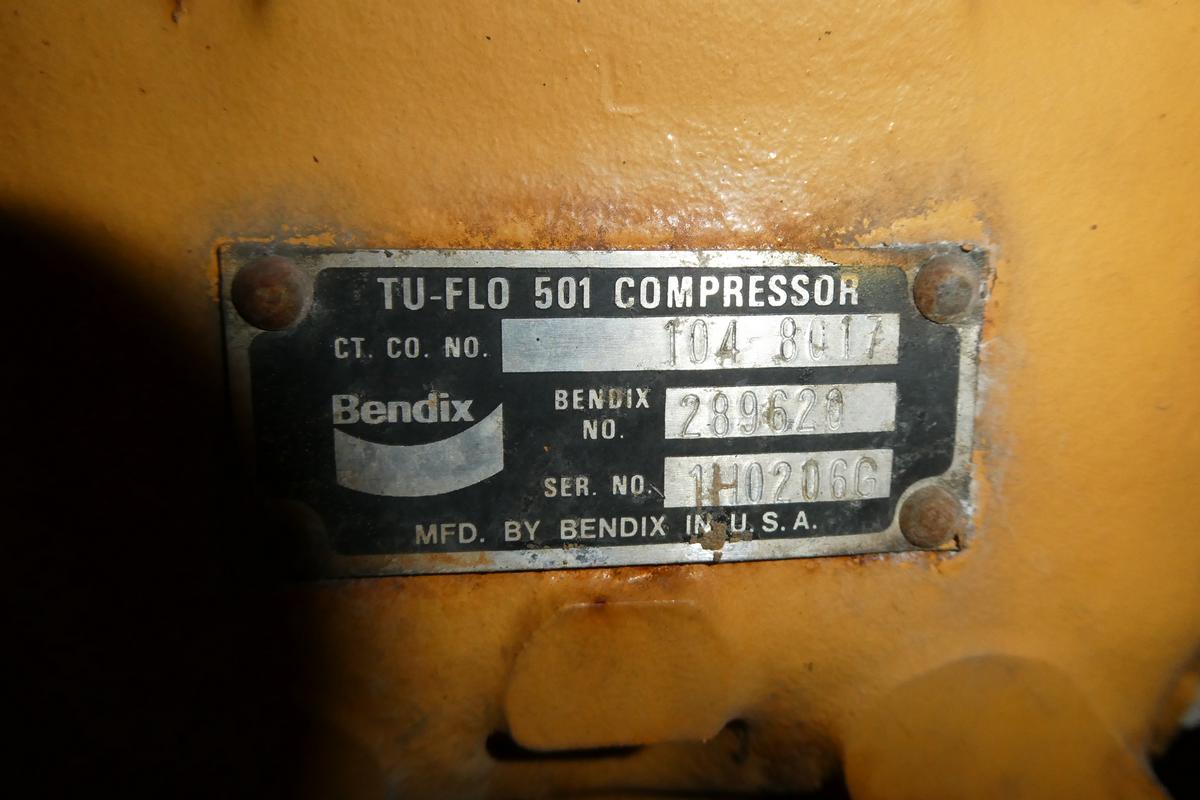 TU-FLO 501 COMPRESSOR
CT. CO. NO. 104 8017
Bendix
BENDIX NO. 289620
SER. NO. 1H0206G
MFD. BY BENDIX IN U.S.A.